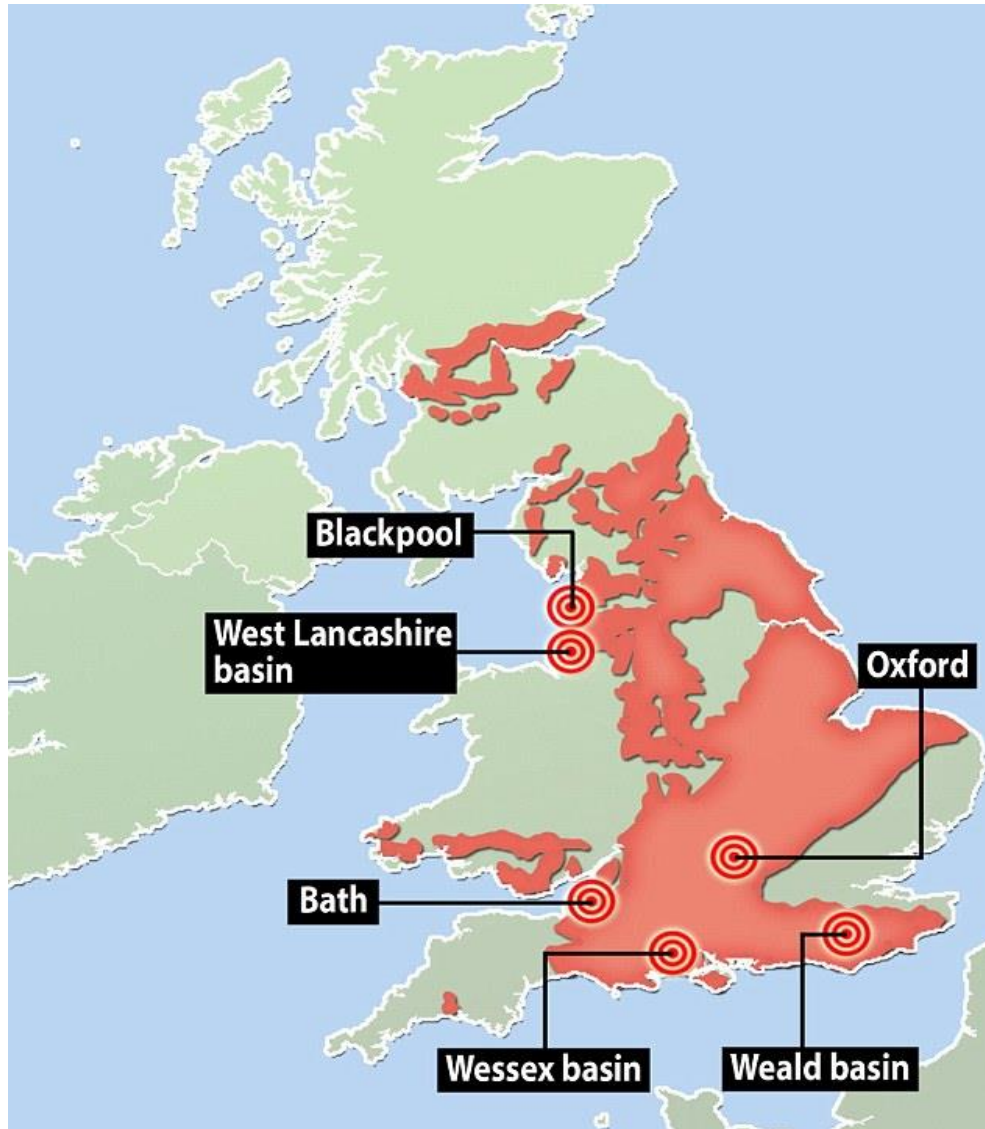 Blackpool
West Lancashire
basin
Oxford
Bath
Wessex basin
Weald basin